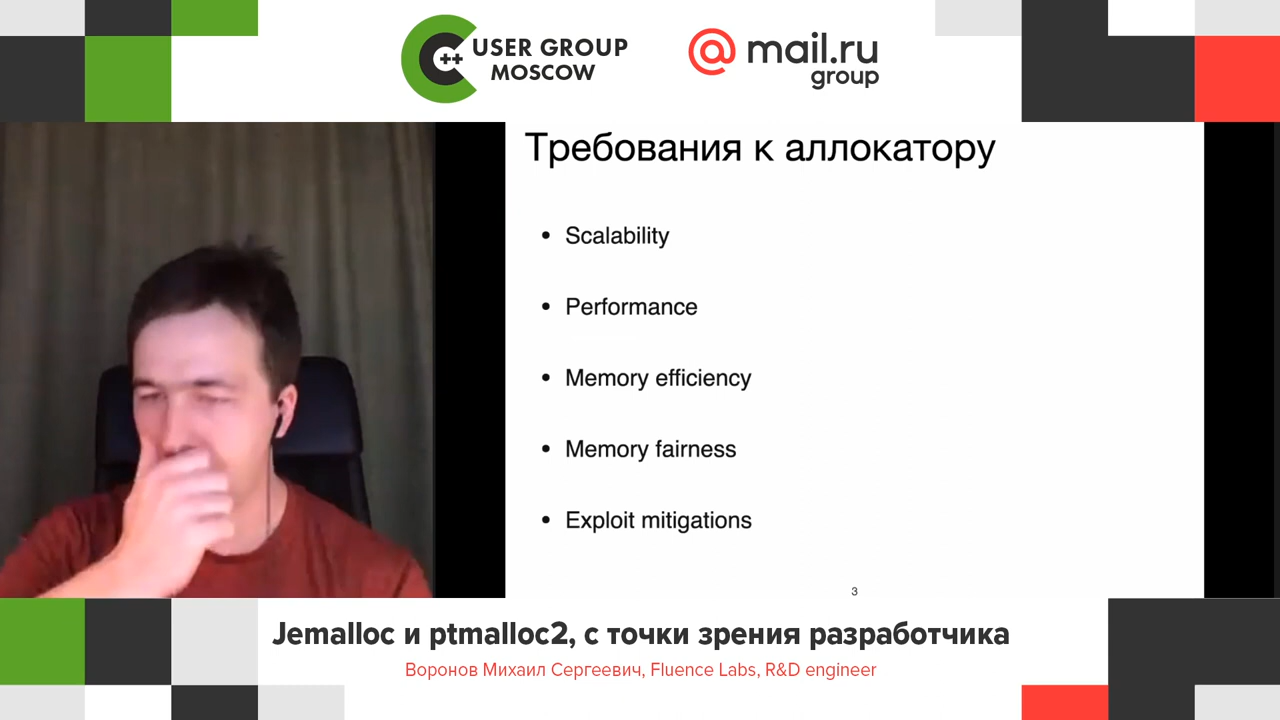 C++ USER GROUP
MOSCOW
@mail.ru
group
Требования к аллокатору
• Scalability
• Performance
• Memory efficiency
• Memory fairness
• Exploit mitigations
3
Jemalloc и ptmalloc2, с точки зрения разработчика
Воронов Михаил Сергеевич, Fluence Labs, R&D engineer